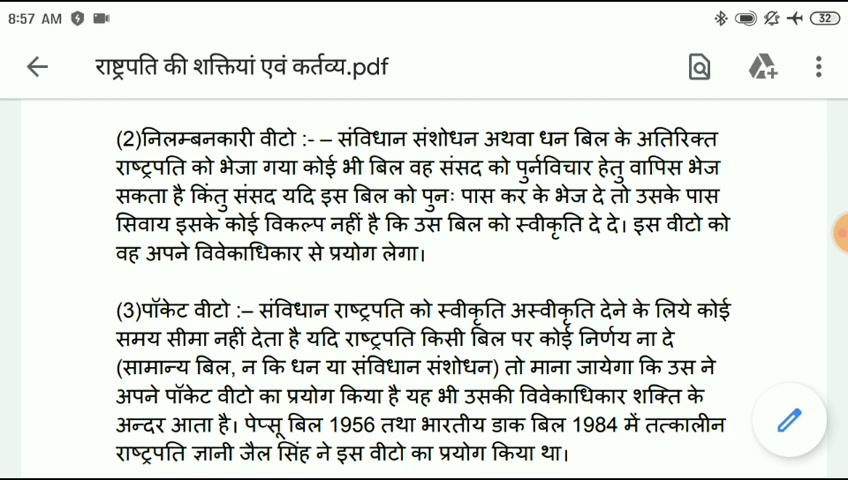 8:57 AM
32
राष्ट्रपति की शक्तियां एवं कर्तव्य.pdf
(2)निलम्बनकारी वीटो :- – संविधान संशोधन अथवा धन बिल के अतिरिक्त
राष्ट्रपति को भेजा गया कोई भी बिल वह संसद को पुर्नविचार हेतु वापिस भेज
सकता है किंतु संसद यदि इस बिल को पुनः पास कर के भेज दे तो उसके पास
सिवाय इसके कोई विकल्प नहीं है कि उस बिल को स्वीकृति दे दे। इस वीटो को
वह अपने विवेकाधिकार से प्रयोग लेगा।
(3)पॉकेट वीटो :– संविधान राष्ट्रपति को स्वीकृति अस्वीकृति देने के लिये कोई
समय सीमा नहीं देता है यदि राष्ट्रपति किसी बिल पर कोई निर्णय ना दे
(सामान्य बिल, न कि धन या संविधान संशोधन) तो माना जायेगा कि उस ने
अपने पॉकेट वीटो का प्रयोग किया है यह भी उसकी विवेकाधिकार शक्ति के
अन्दर आता है। पेप्सू बिल 1956 तथा भारतीय डाक बिल 1984 में तत्कालीन
राष्ट्रपति ज्ञानी जैल सिंह ने इस वीटो का प्रयोग किया था।